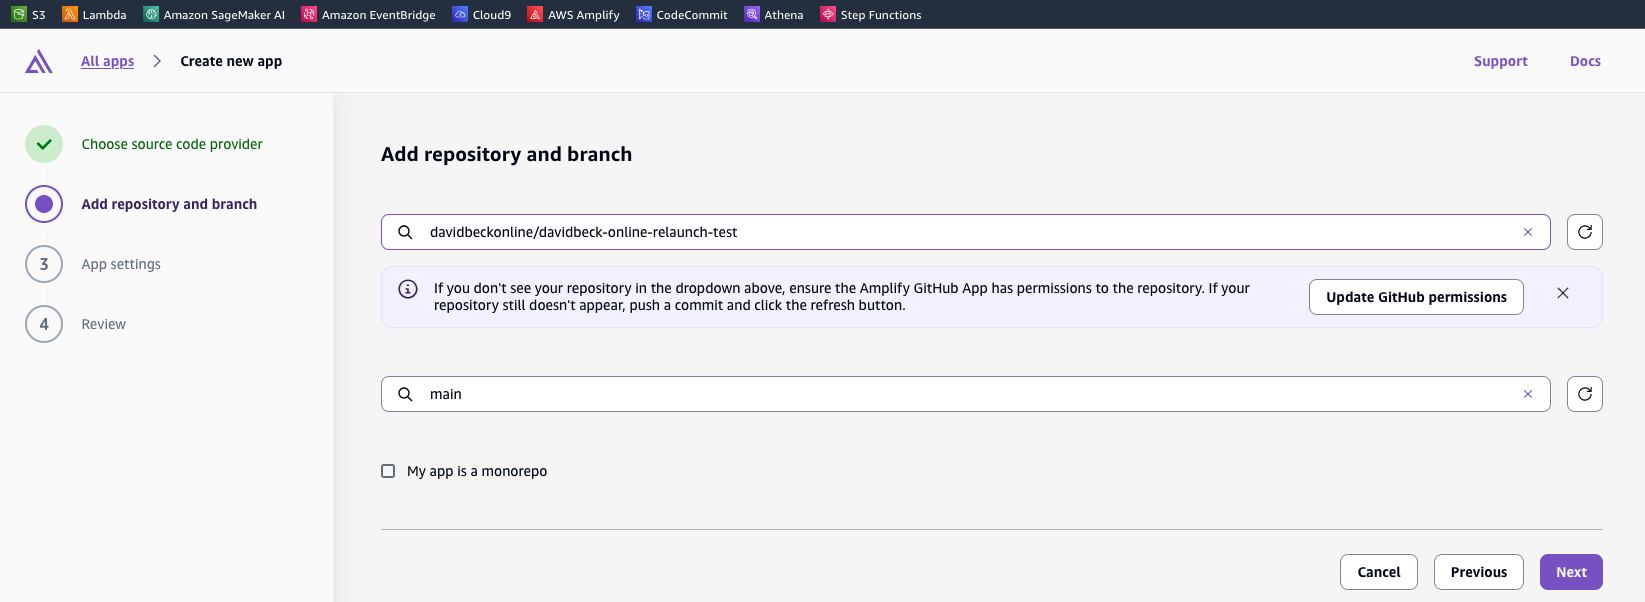 S3 Lambda Amazon SageMaker AI Amazon EventBridge Cloud9 AWS Amplify CodeCommit Athena Step Functions
All apps Create new app Support Docs
Choose source code provider
Add repository and branch
3 App settings
4 Review
Add repository and branch
davidbeckonline/davidbeck-online-relaunch-test
If you don't see your repository in the dropdown above, ensure the Amplify GitHub App has permissions to the repository. If your
repository still doesn't appear, push a commit and click the refresh button.
Update GitHub permissions
main
My app is a monorepo
Cancel Previous Next